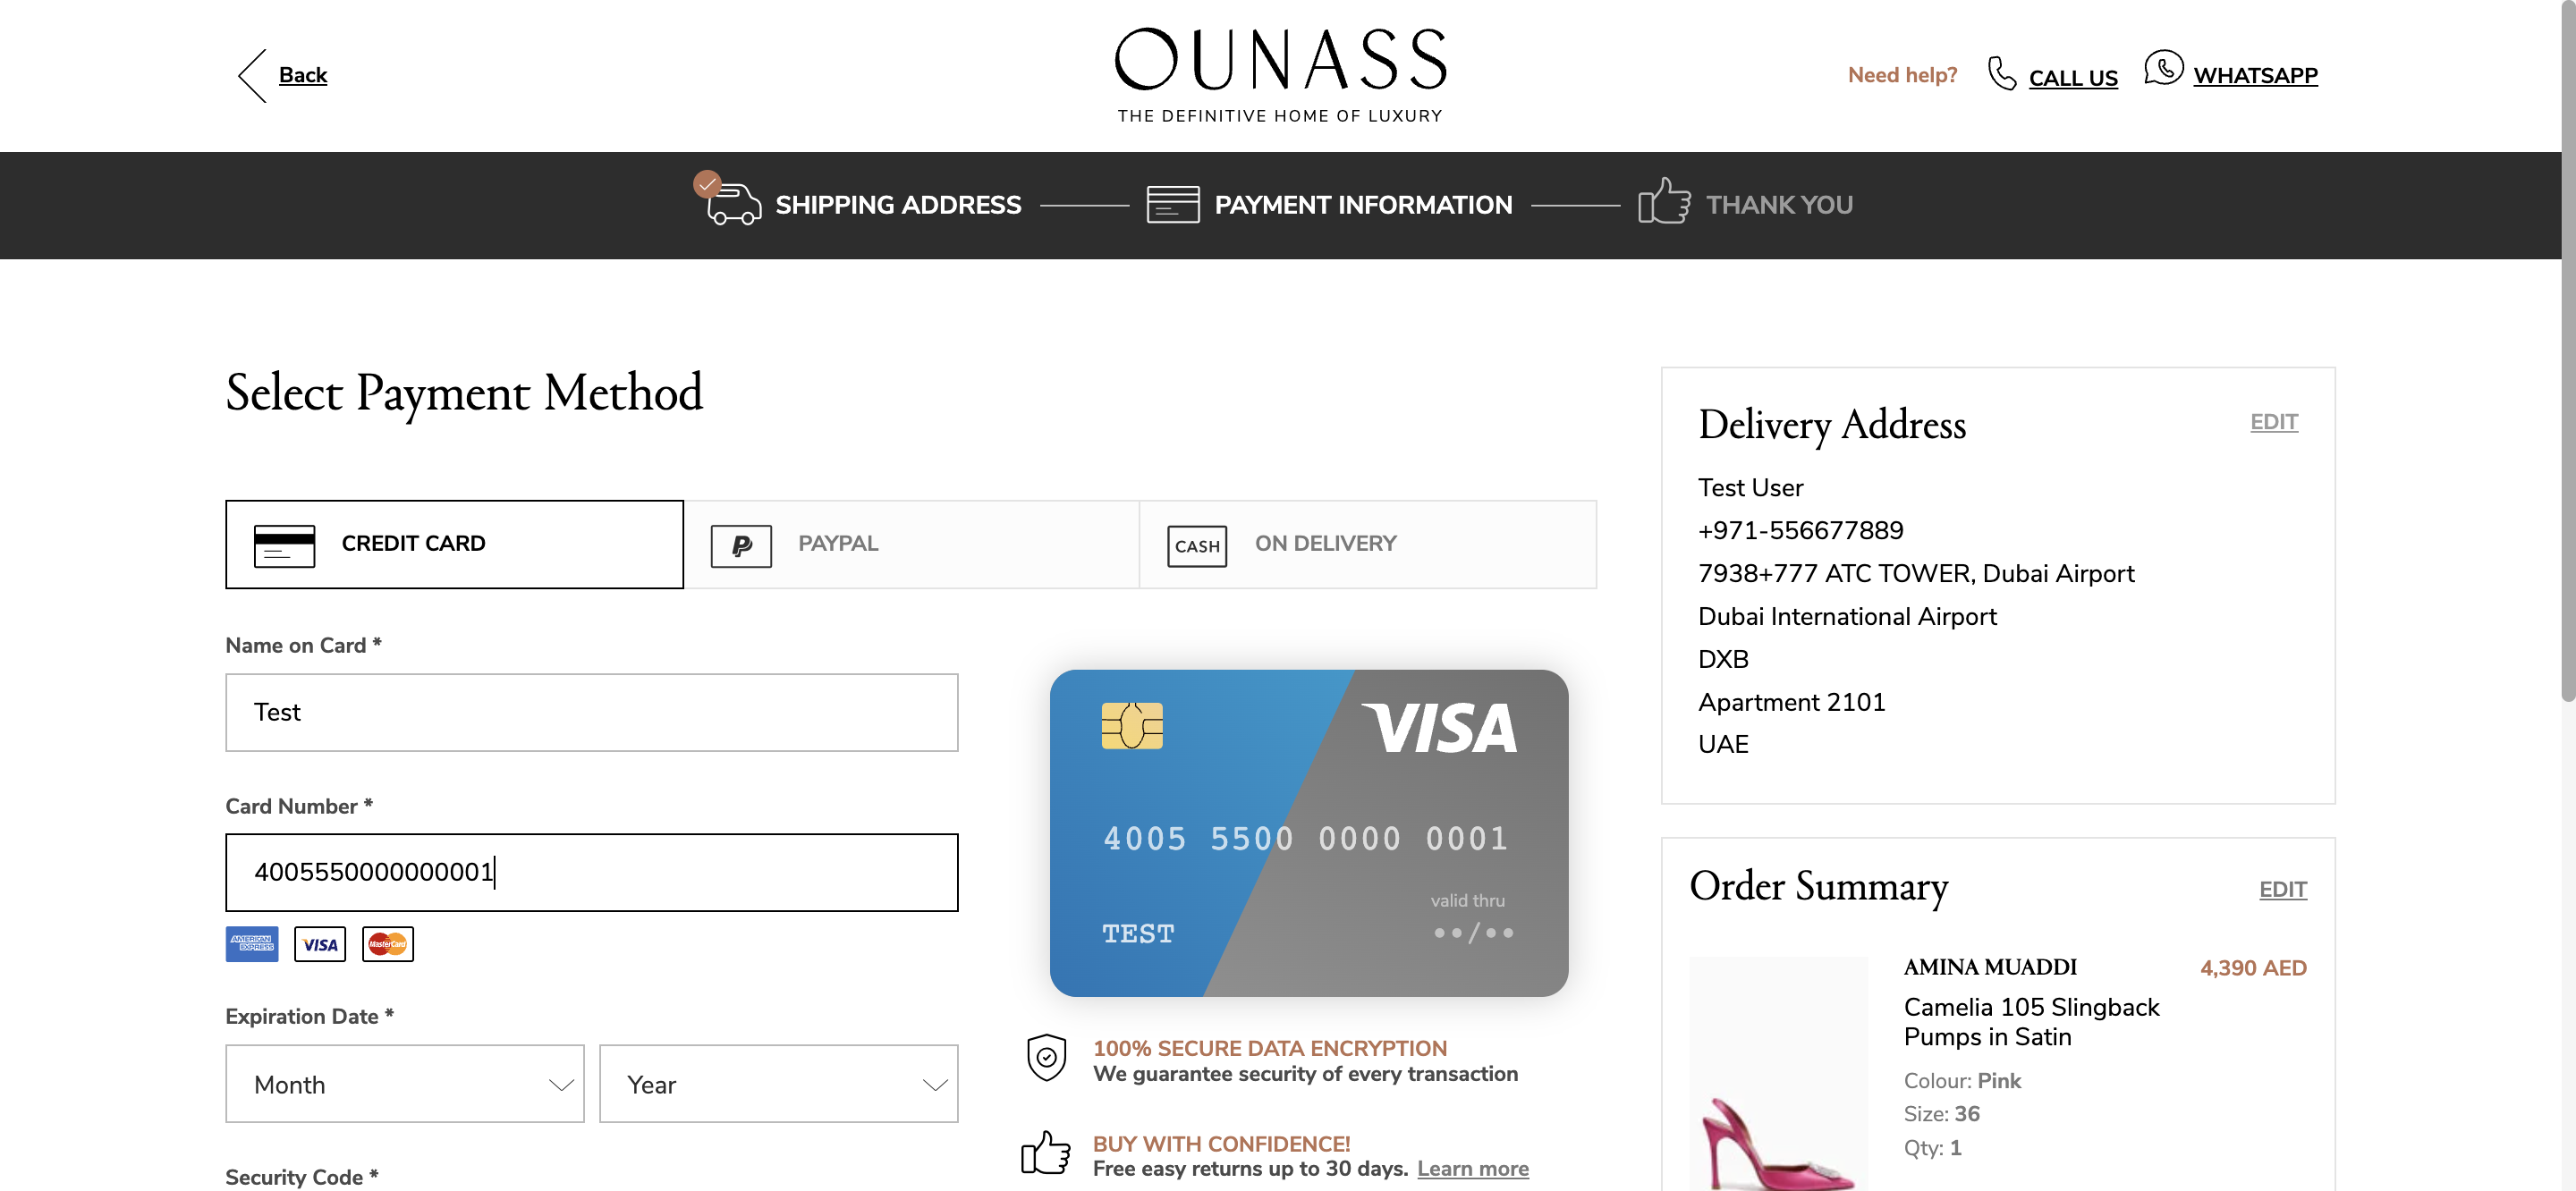 Back
OUNASS
THE DEFINITIVE HOME OF LUXURY
Need help?
CALL US
WHATSAPP
SHIPPING ADDRESS
PAYMENT INFORMATION
THANK YOU
Select Payment Method
CREDIT CARD
PAYPAL
CASH
ON DELIVERY
Name on Card *
Test
Card Number *
4005550000000001
AMERICAN EXPRESS
VISA
MasterCard
Expiration Date *
Month
Year
Security Code *
VISA
4005 5500 0000 0001
valid thru
TEST
••/••
100% SECURE DATA ENCRYPTION
We guarantee security of every transaction
BUY WITH CONFIDENCE!
Free easy returns up to 30 days. Learn more
Delivery Address
EDIT
Test User
+971-556677889
7938+777 ATC TOWER, Dubai Airport
Dubai International Airport
DXB
Apartment 2101
UAE
Order Summary
EDIT
AMINA MUADDI
4,390 AED
Camelia 105 Slingback
Pumps in Satin
Colour: Pink
Size: 36
Qty: 1